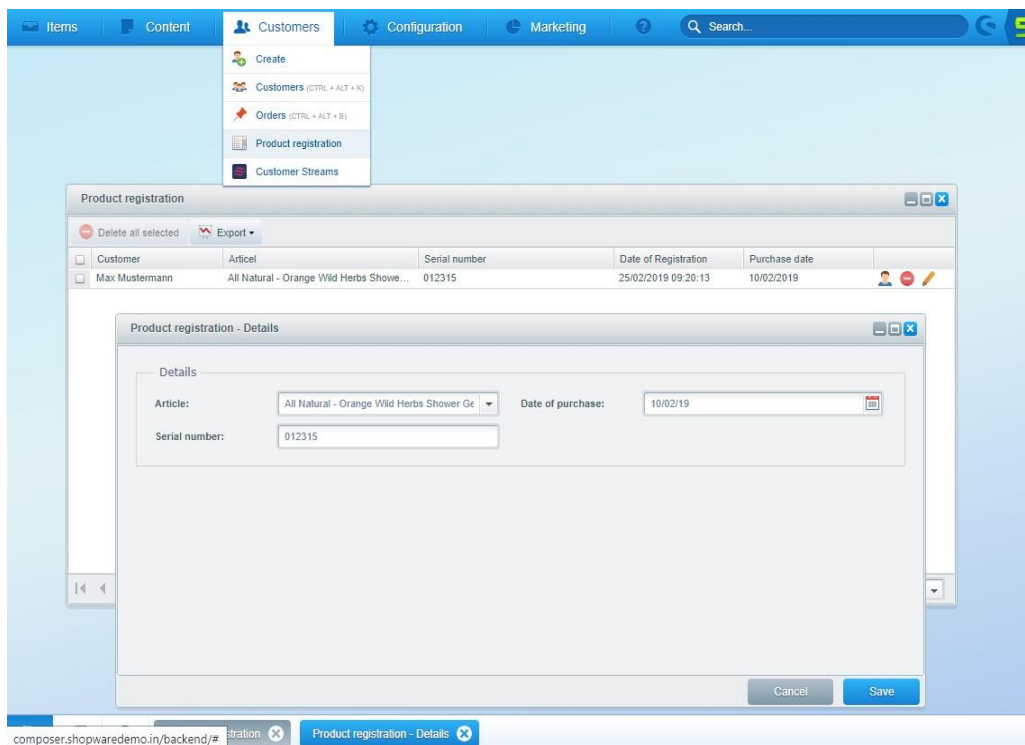 Items Content Customers Configuration Marketing Search...
Create
Customers (CTRL + ALT + K)
Orders (CTRL + ALT + B)
Product registration
Customer Streams
Product registration
Delete all selected Export
Customer Articel Serial number Date of Registration Purchase date
Max Mustermann All Natural - Orange Wild Herbs Showe... 012315 25/02/2019 09:20:13 10/02/2019
Product registration - Details
Details
Article: All Natural - Orange Wild Herbs Shower Ge Date of purchase: 10/02/19
Serial number: 012315
Cancel Save
composer.shopwaredemo.in/backend/# stration Product registration - Details